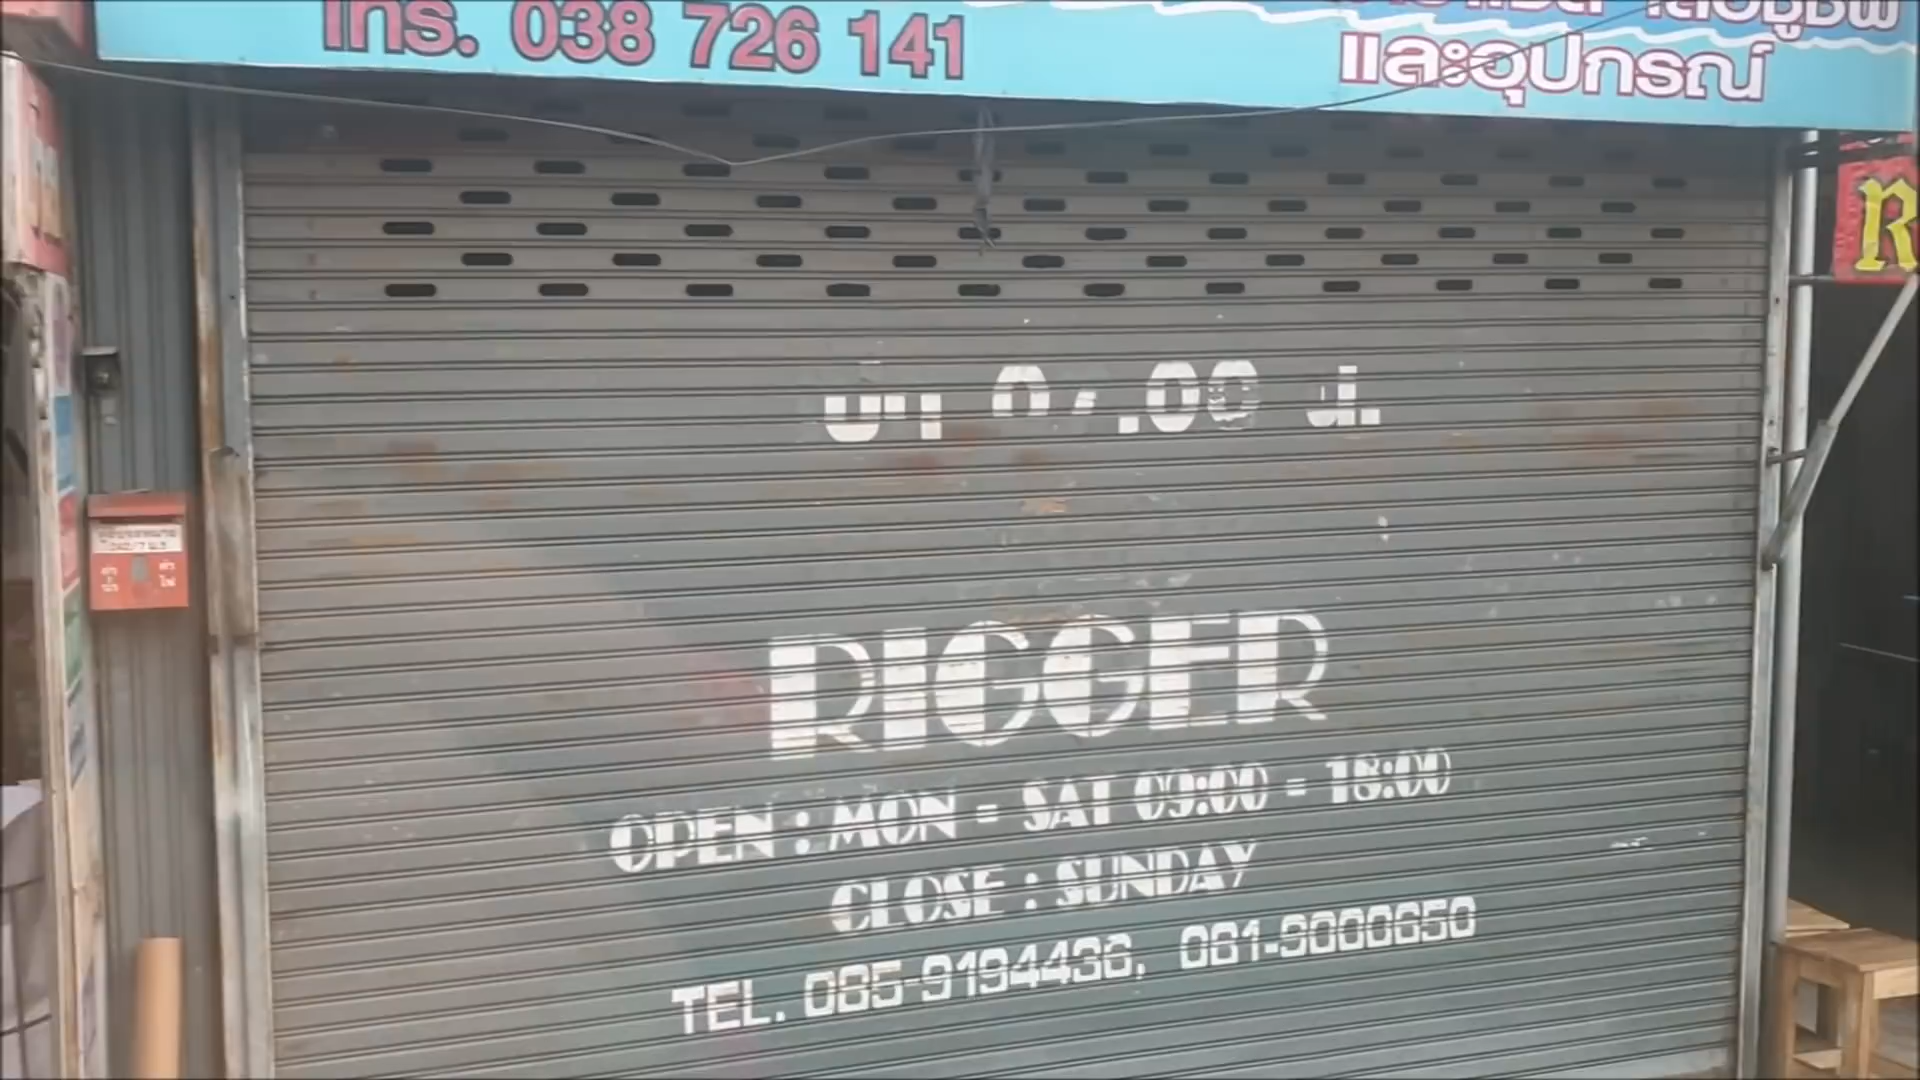 โทร. 038 726 141
และอุปกรณ์
R
RIGGER
OPEN : MON - SAT 09:00 - 18:00
CLOSE : SUNDAY
TEL. 085-9194436, 081-9000650